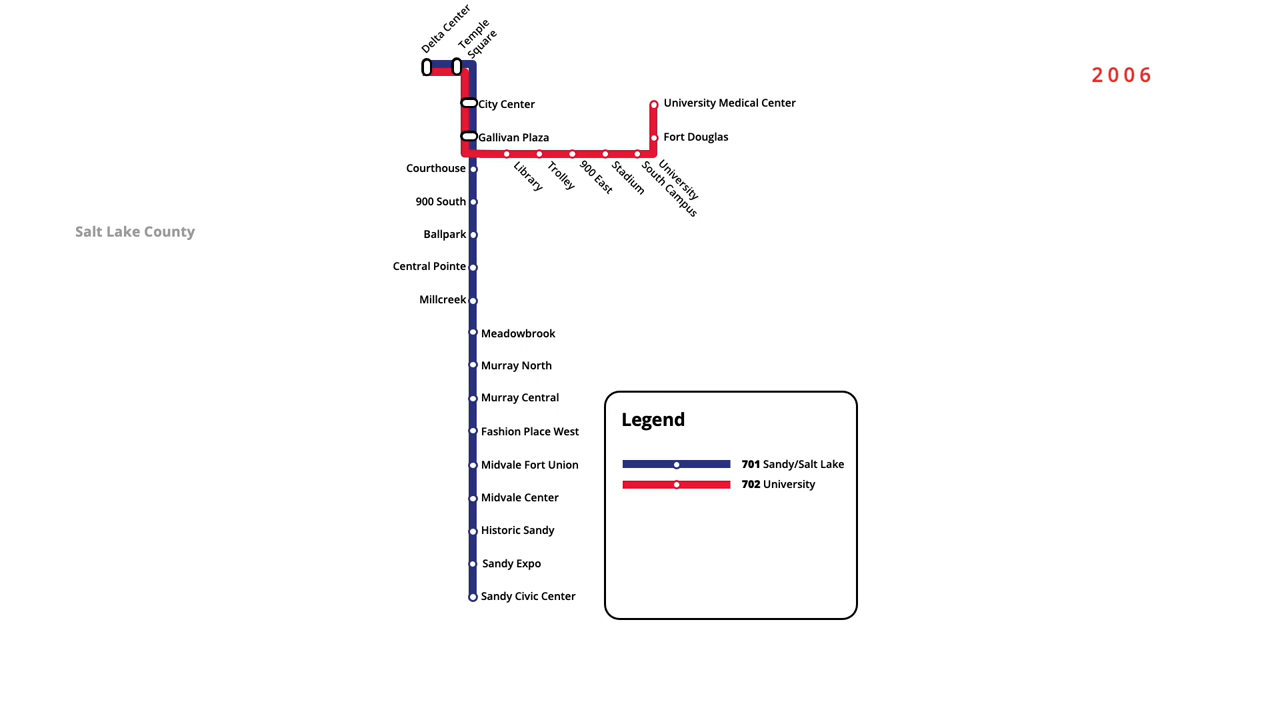 Delta Center
Temple
Square
2006
City Center
University Medical Center
Gallivan Plaza
Fort Douglas
Courthouse
Library
Trolley
900 East
Stadium
University
South Campus
900 South
Salt Lake County
Ballpark
Central Pointe
Millcreek
Meadowbrook
Murray North
Murray Central
Fashion Place West
Midvale Fort Union
Midvale Center
Historic Sandy
Sandy Expo
Sandy Civic Center
Legend
701 Sandy/Salt Lake
702 University